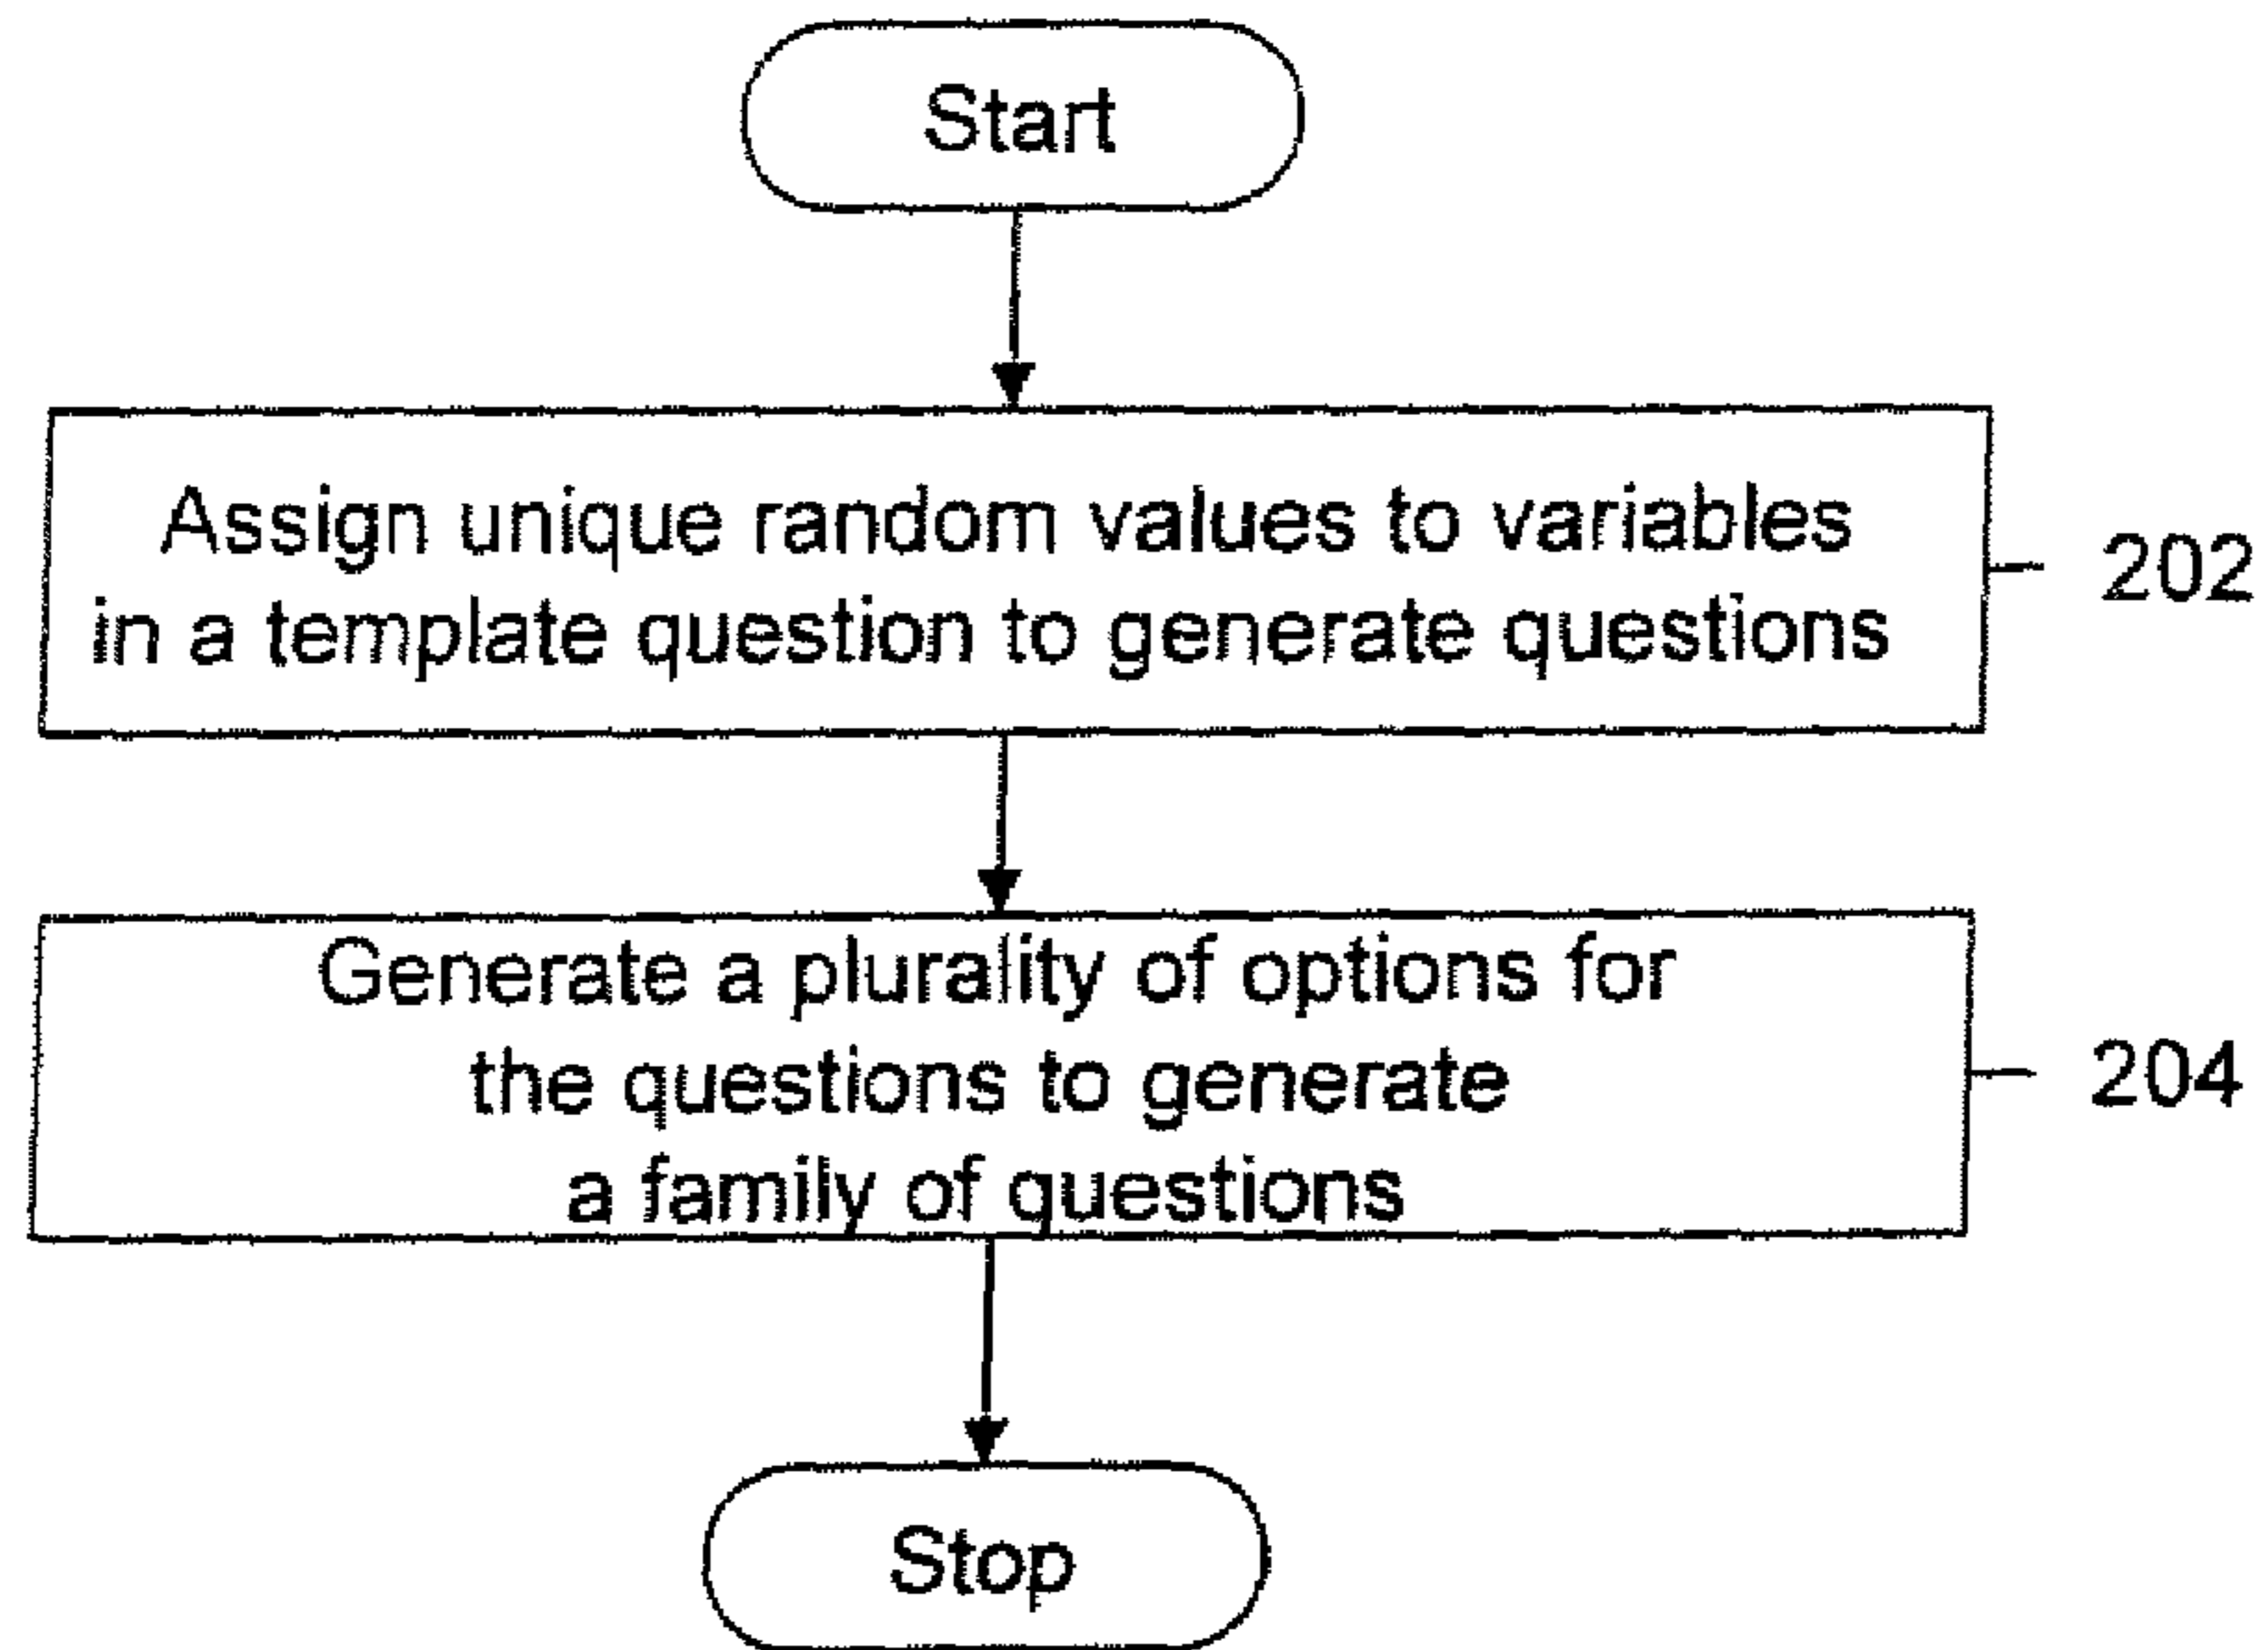 Start
Assign unique random values to variables
in a template question to generate questions
202
Generate a plurality of options for
the questions to generate
a family of questions
204
Stop